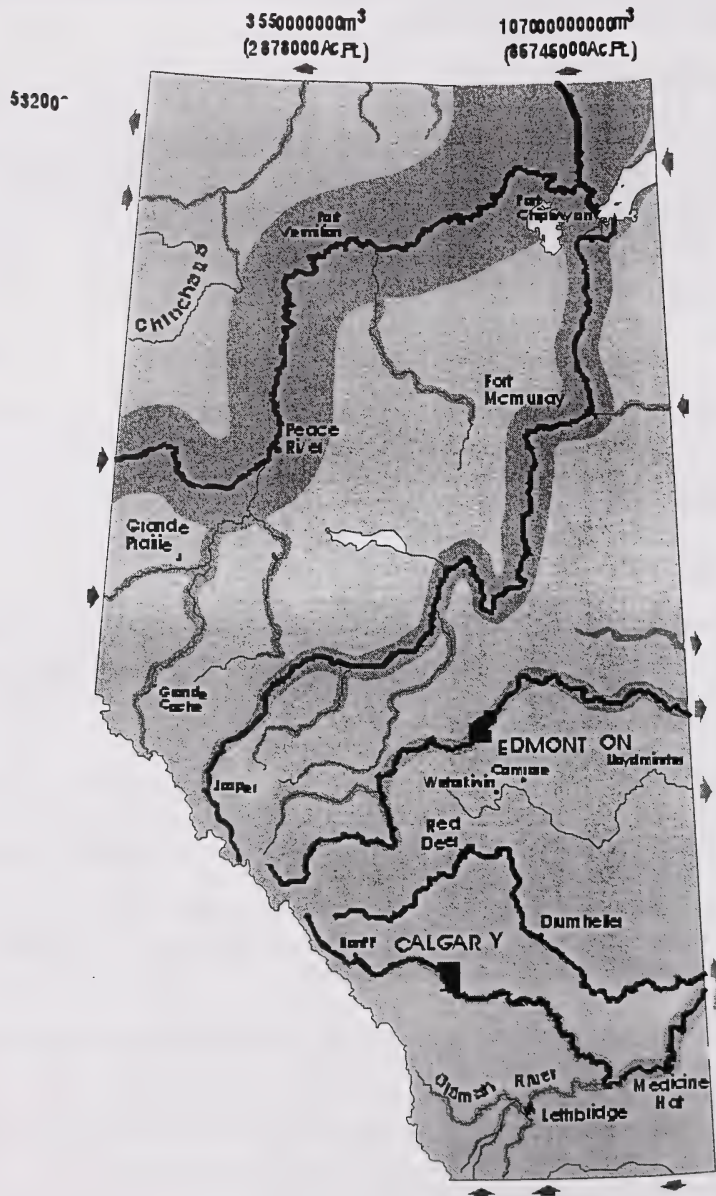 3550000000m³
(2878000Ac.Ft.)
107000000000m³
(86746000Ac.Ft.)
53200
Fort
Vermilion
Fort
Chipewyan
Chinchaga
Fort
Mcmurray
Peace
River
Grande
Prairie
Grande
Cache
EDMONTON
Lloydminster
Camrose
Wetaskiwin
Jasper
Red
Deer
Drumheller
Banff
CALGARY
Oldman River
Medicine
Hat
Lethbridge